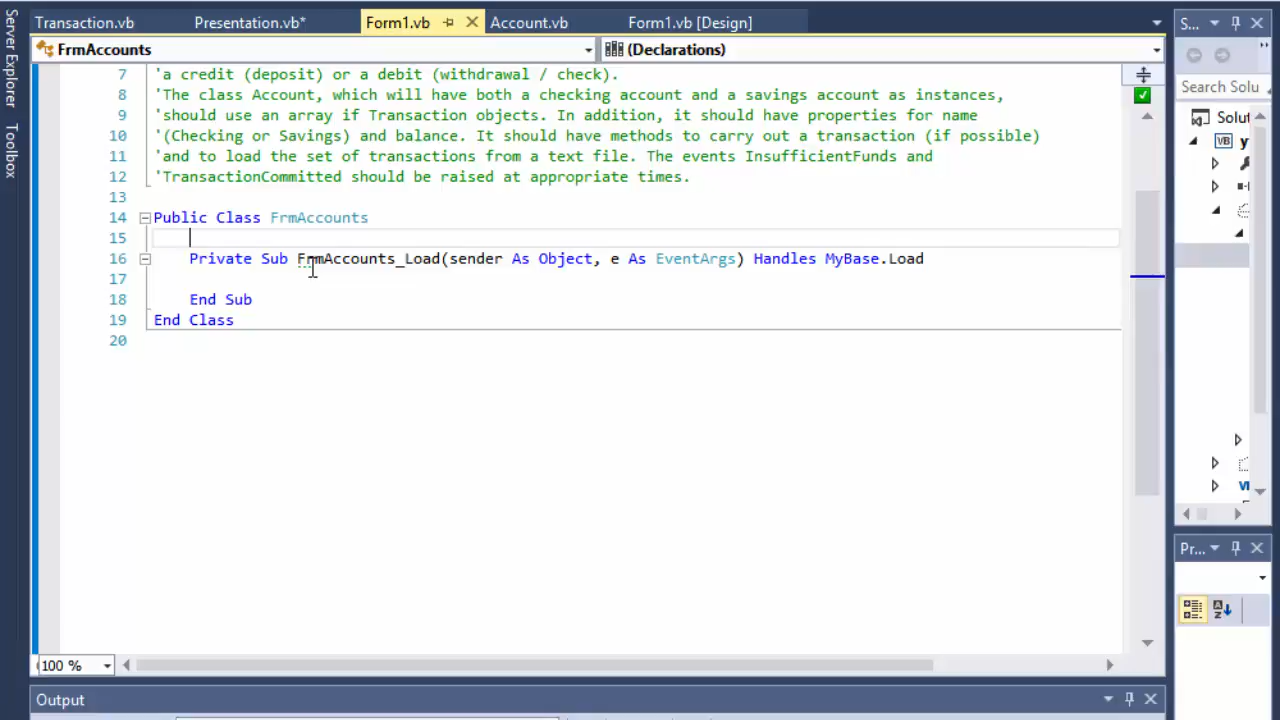 Server Explorer
Toolbox
Transaction.vb Presentation.vb* Form1.vb Account.vb Form1.vb [Design]
FrmAccounts (Declarations)
7 'a credit (deposit) or a debit (withdrawal / check).
8 'The class Account, which will have both a checking account and a savings account as instances,
9 'should use an array if Transaction objects. In addition, it should have properties for name
10 '(Checking or Savings) and balance. It should have methods to carry out a transaction (if possible)
11 'and to load the set of transactions from a text file. The events InsufficientFunds and
12 'TransactionCommitted should be raised at appropriate times.
13
14 Public Class FrmAccounts
15
16 Private Sub FrmAccounts_Load(sender As Object, e As EventArgs) Handles MyBase.Load
17
18 End Sub
19 End Class
20
100 %
Output
S...
Search Solu
Solut
VB y
VB
Pr...